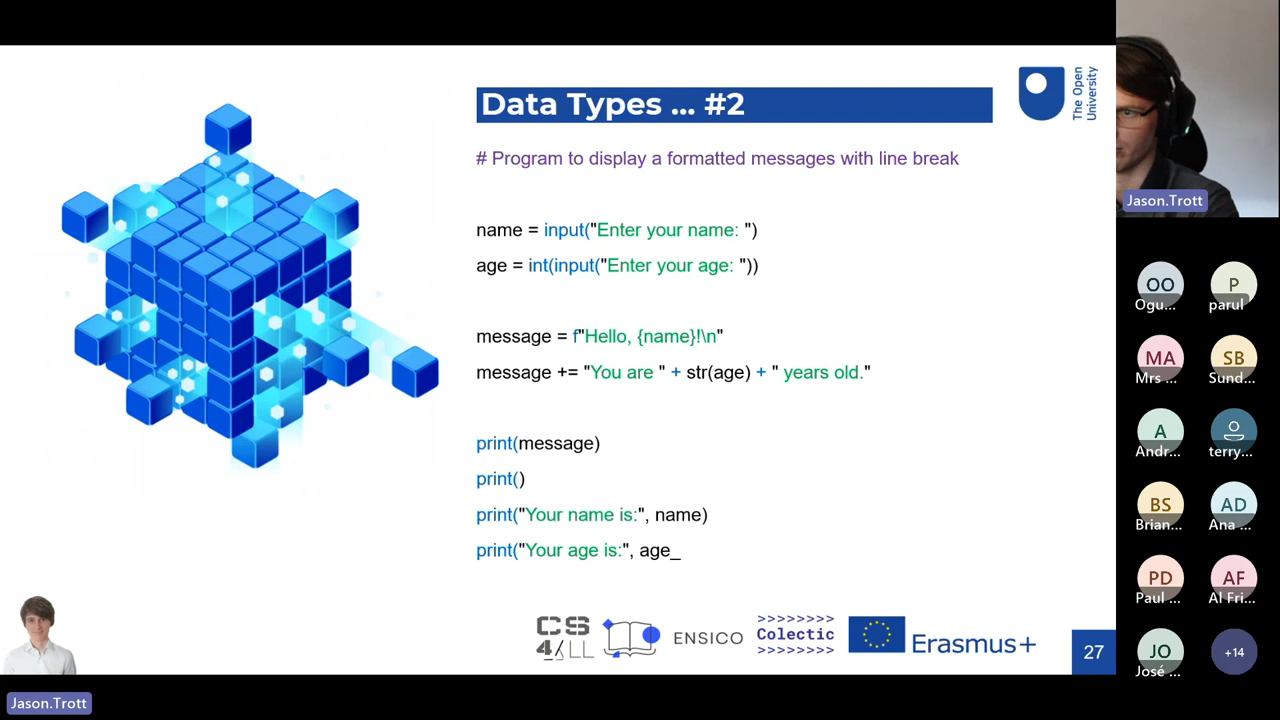 Data Types ... #2
The Open
University
# Program to display a formatted messages with line break
name = input("Enter your name: ")
age = int(input("Enter your age: "))
message = f"Hello, {name}!\n"
message += "You are " + str(age) + " years old."
print(message)
print()
print("Your name is:", name)
print("Your age is:", age_
CS
4/LL
ENSICO
>>>>>>>>
Colectic
>>>>>>>>
Erasmus+
27
Jason.Trott
Jason.Trott
OO
Ogu...
P
parul
MA
Mrs ...
SB
Sund...
A
Andr...
terry...
BS
Brian...
AD
Ana ...
PD
Paul ...
AF
Al Fri...
JO
José ...
+14